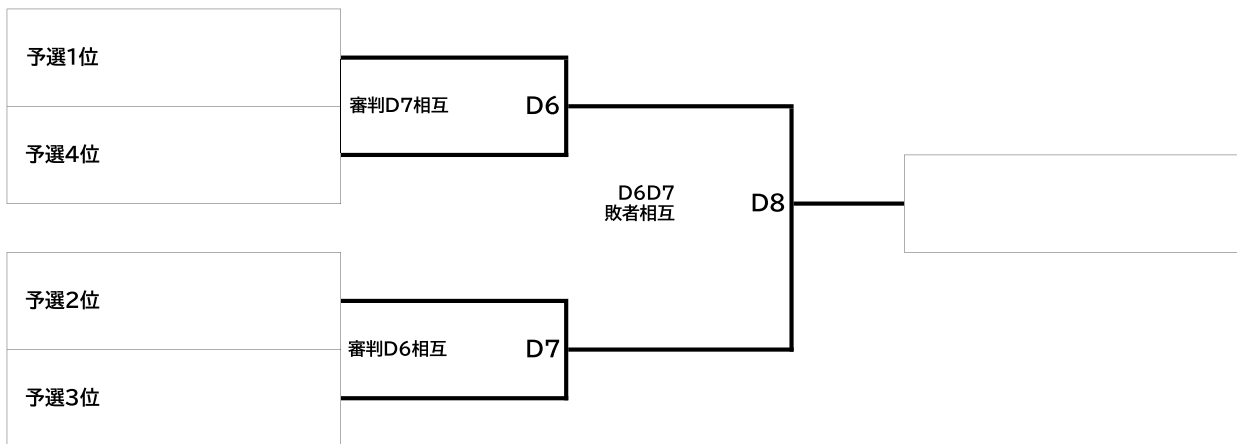 予選1位
審判D7相互
D6
予選4位
D6D7
敗者相互
D8
予選2位
審判D6相互
D7
予選3位